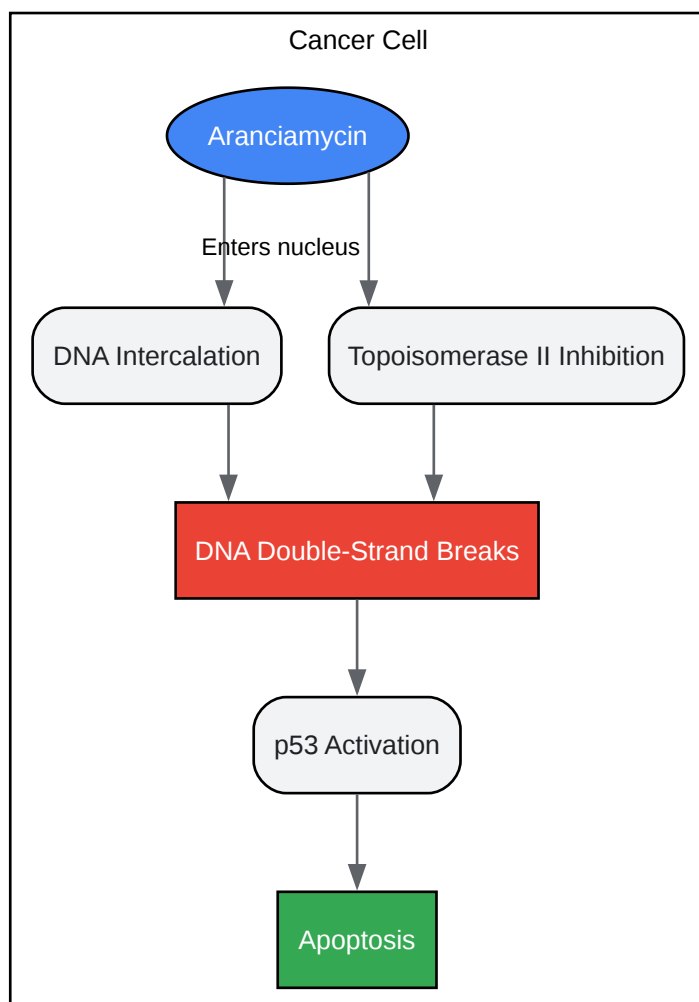 Cancer Cell
Aranciamycin
Enters nucleus
DNA Intercalation
Topoisomerase II Inhibition
DNA Double-Strand Breaks
p53 Activation
Apoptosis